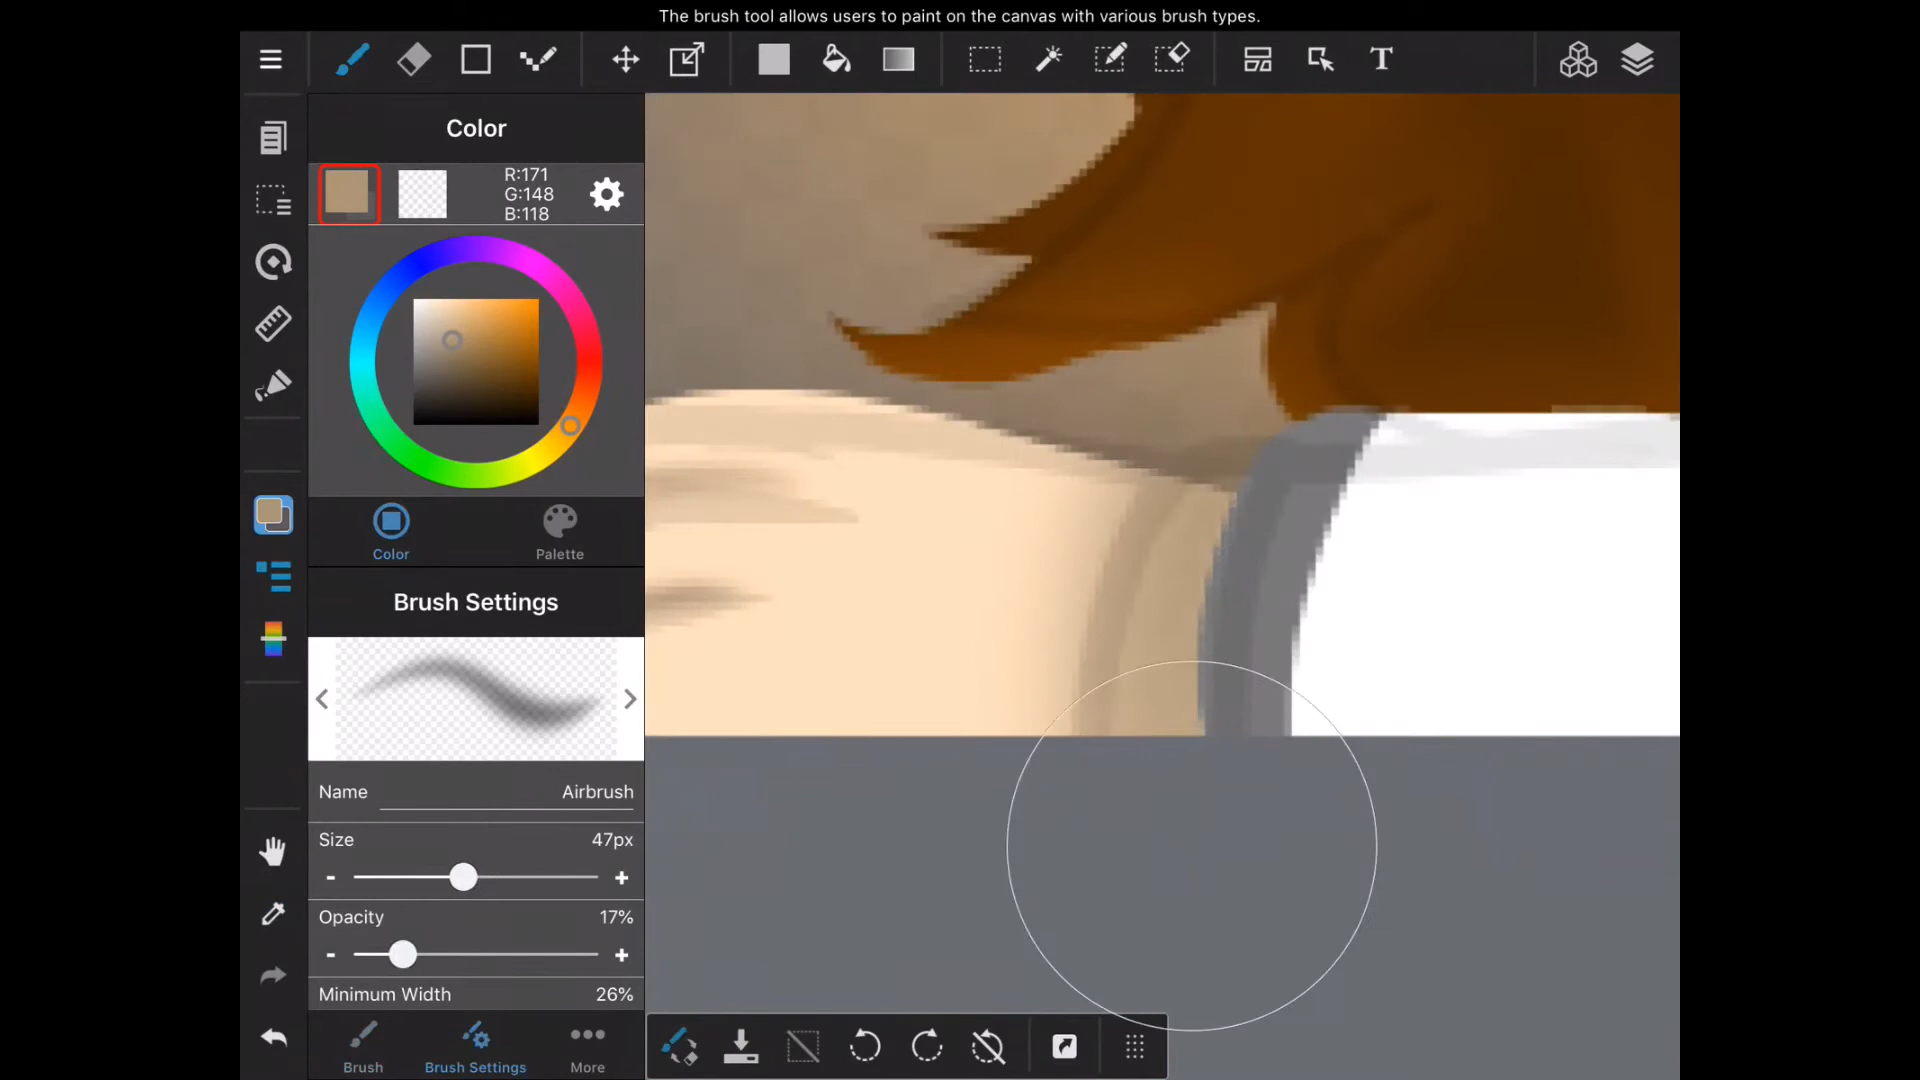 The brush tool allows users to paint on the canvas with various brush types.
T
Color
R:171
G:148
B:118
Color
Palette
Brush Settings
Name
Airbrush
Size
47px
-
+
Opacity
17%
-
+
Minimum Width
26%
Brush
Brush Settings
More